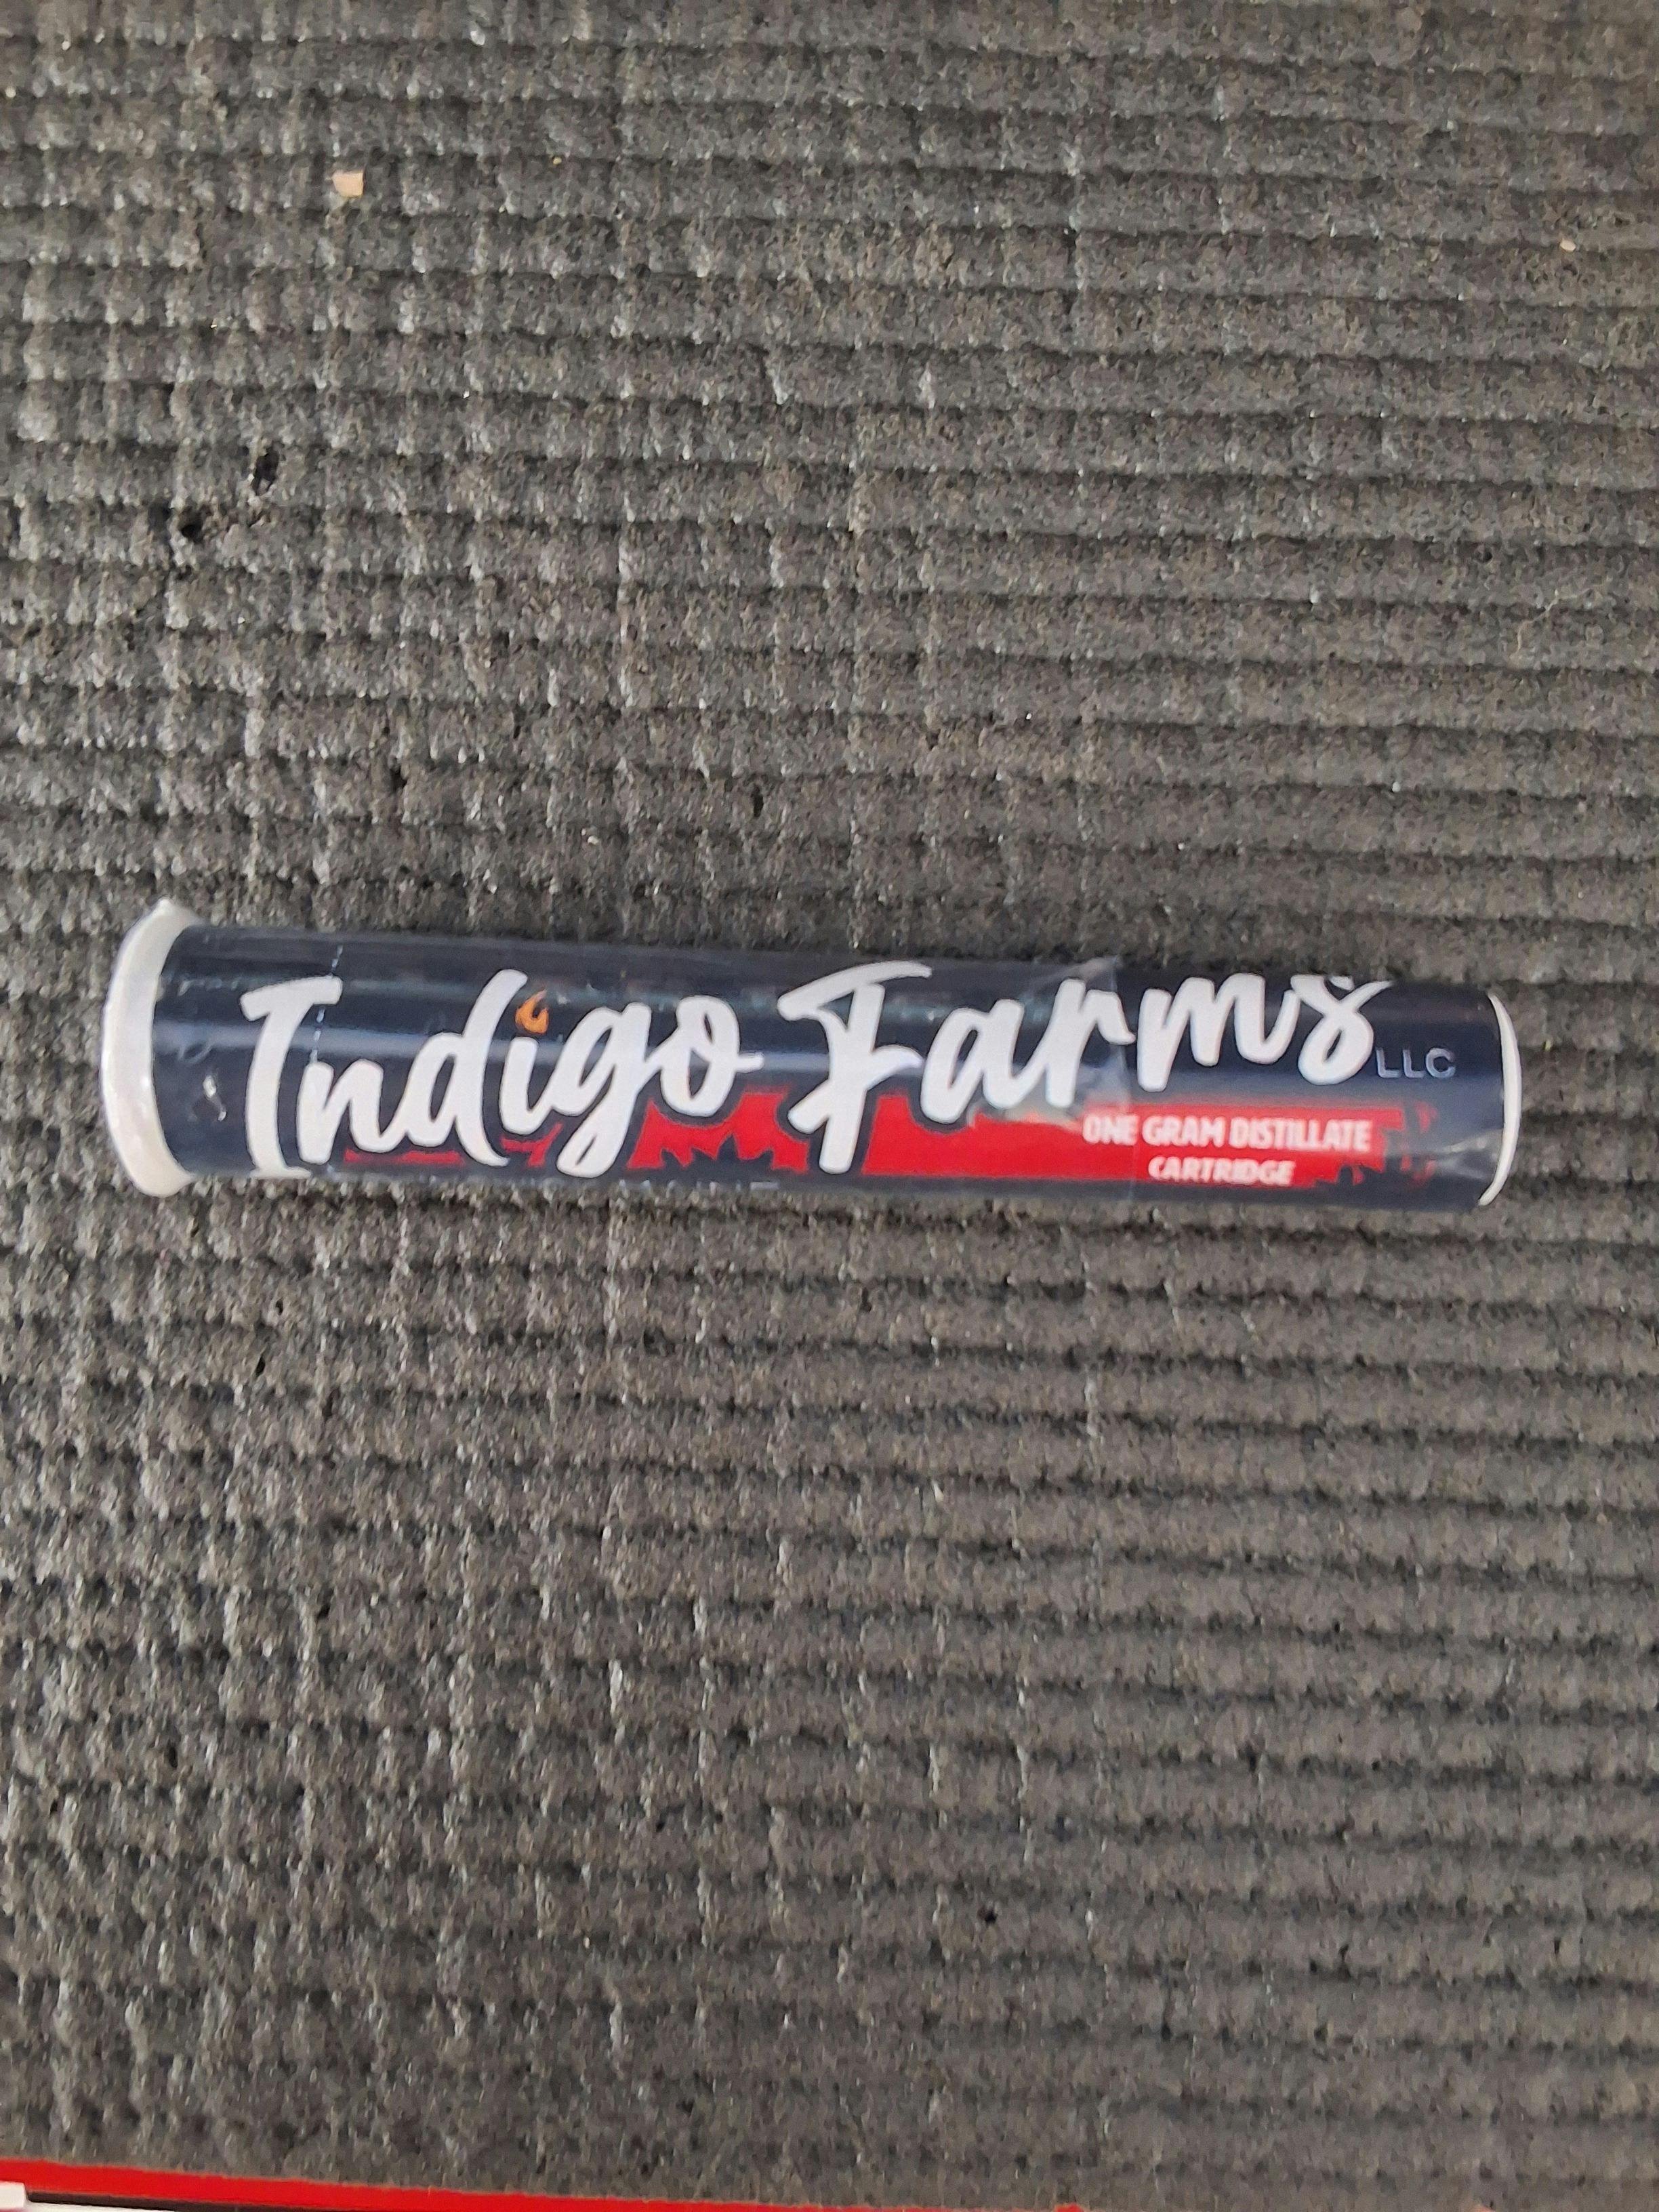 Indigo Farms LLC
ONE GRAM DISTILLATE
CARTRIDGE